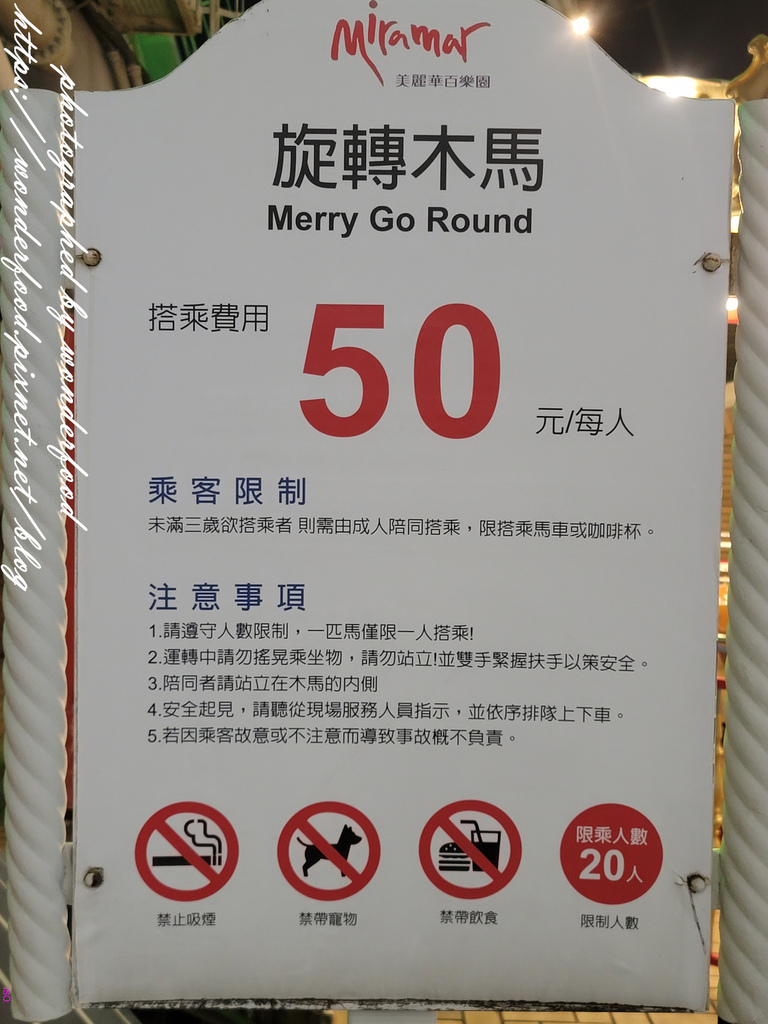 Miramar
美麗華百樂園
旋轉木馬
Merry Go Round
搭乘費用
50
元/每人
乘客限制
未滿三歲欲搭乘者 則需由成人陪同搭乘，限搭乘馬車或咖啡杯。
注意事項
1.請遵守人數限制，一匹馬僅限一人搭乘!
2.運轉中請勿搖晃乘坐物，請勿站立!並雙手緊握扶手以策安全。
3.陪同者請站立在木馬的內側
4.安全起見，請聽從現場服務人員指示，並依序排隊上下車。
5.若因乘客故意或不注意而導致事故概不負責。
禁止吸煙
禁帶寵物
禁帶飲食
限乘人數
20人
限制人數
photographed by wonderfood
https://wonderfood.pixnet.net/blog